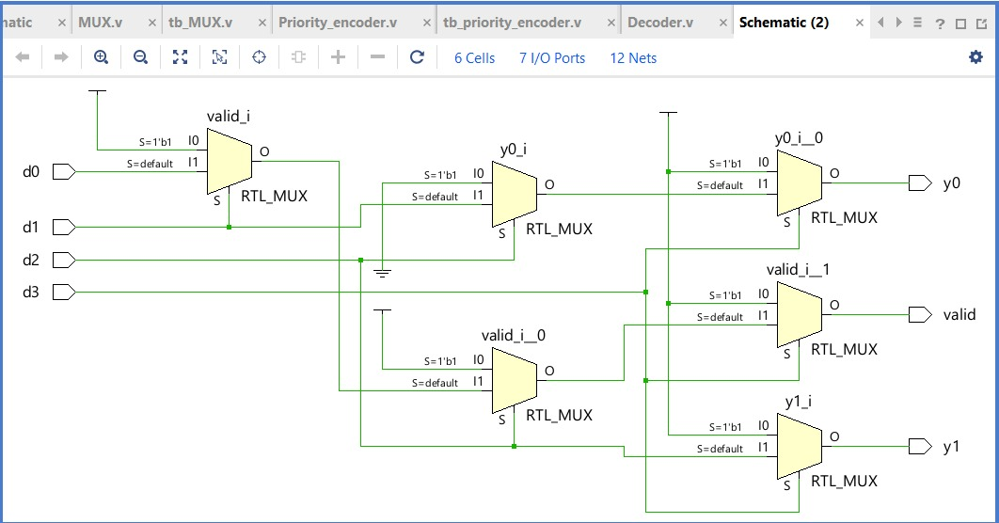 natic MUX.v tb_MUX.v Priority_encoder.v tb_priority_encoder.v Decoder.v Schematic (2)
6 Cells 7 I/O Ports 12 Nets
valid_i
S=1'b1 I0
S=default I1
O
S
RTL_MUX
d0
d1
d2
d3
y0_i
S=1'b1 I0
S=default I1
O
S
RTL_MUX
valid_i__0
S=1'b1 I0
S=default I1
O
S
RTL_MUX
y0_i__0
S=1'b1 I0
S=default I1
O
S
RTL_MUX
y0
valid_i__1
S=1'b1 I0
S=default I1
O
S
RTL_MUX
valid
y1_i
S=1'b1 I0
S=default I1
O
S
RTL_MUX
y1